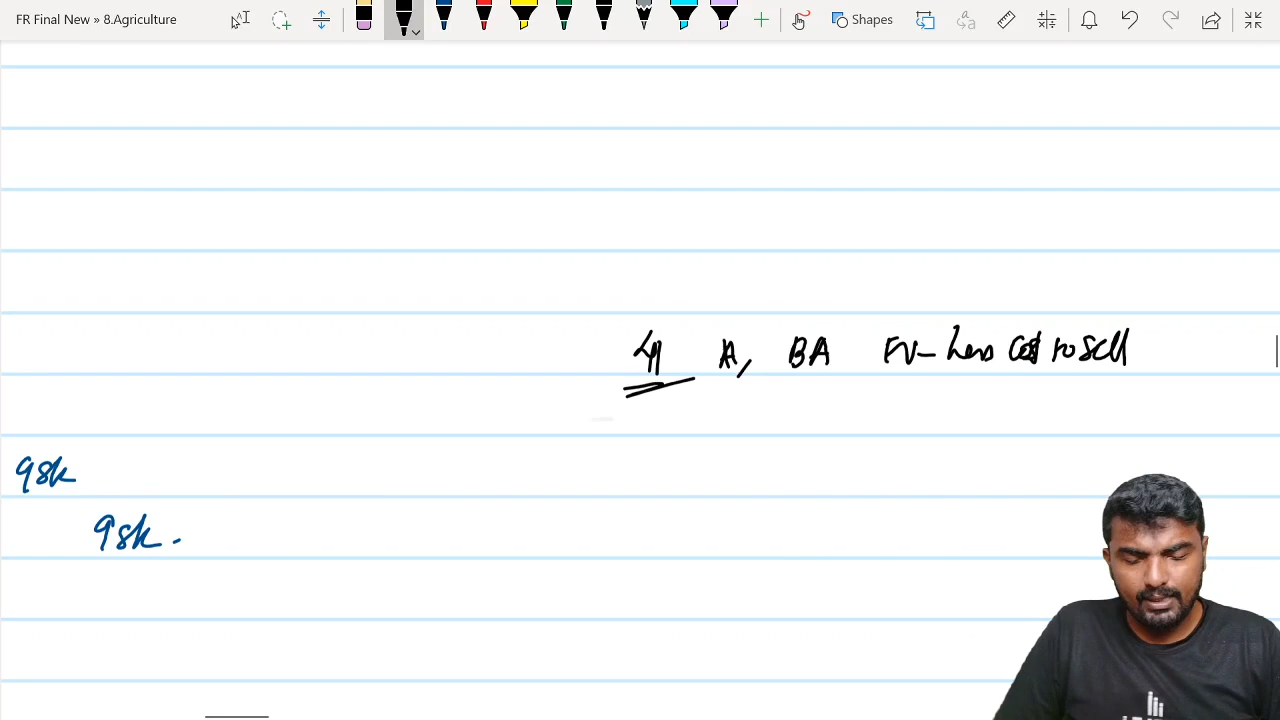 FR Final New » 8.Agriculture
Shapes
41 A, BA FV - Less Cost to Sell
98k
98k .